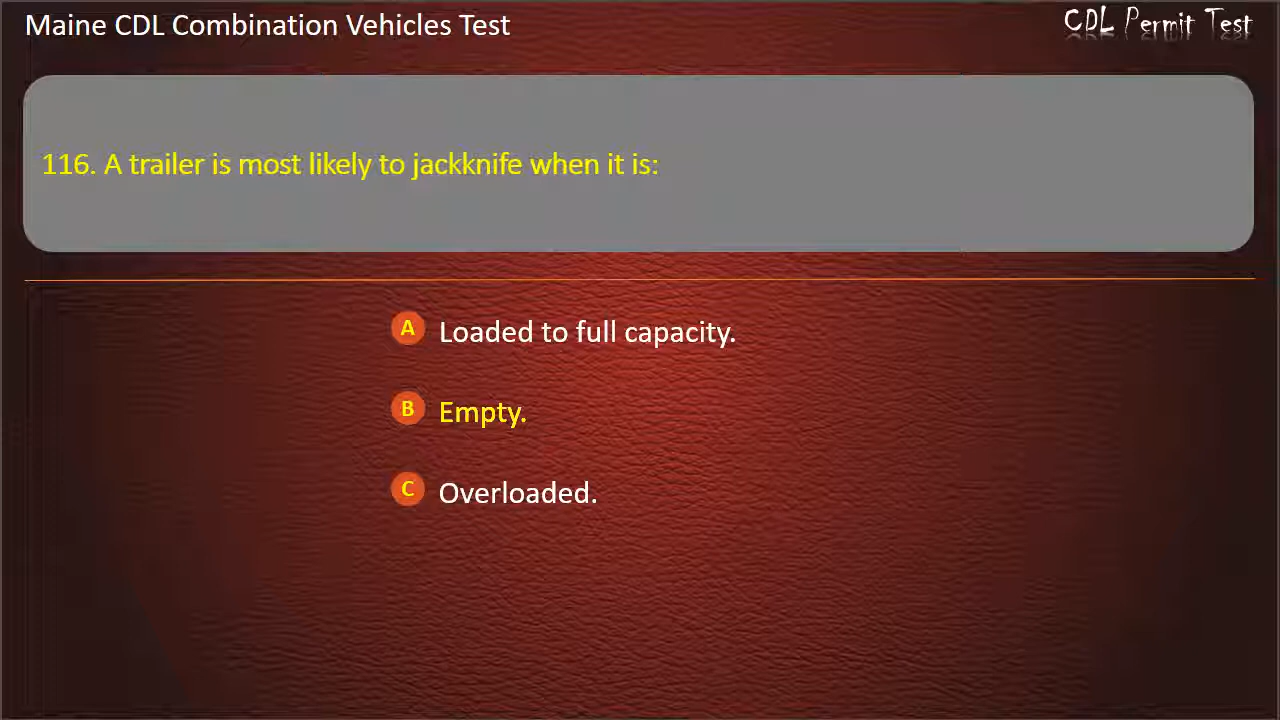 Maine CDL Combination Vehicles Test
CDL Permit Test
116. A trailer is most likely to jackknife when it is:
A Loaded to full capacity.
B Empty.
C Overloaded.